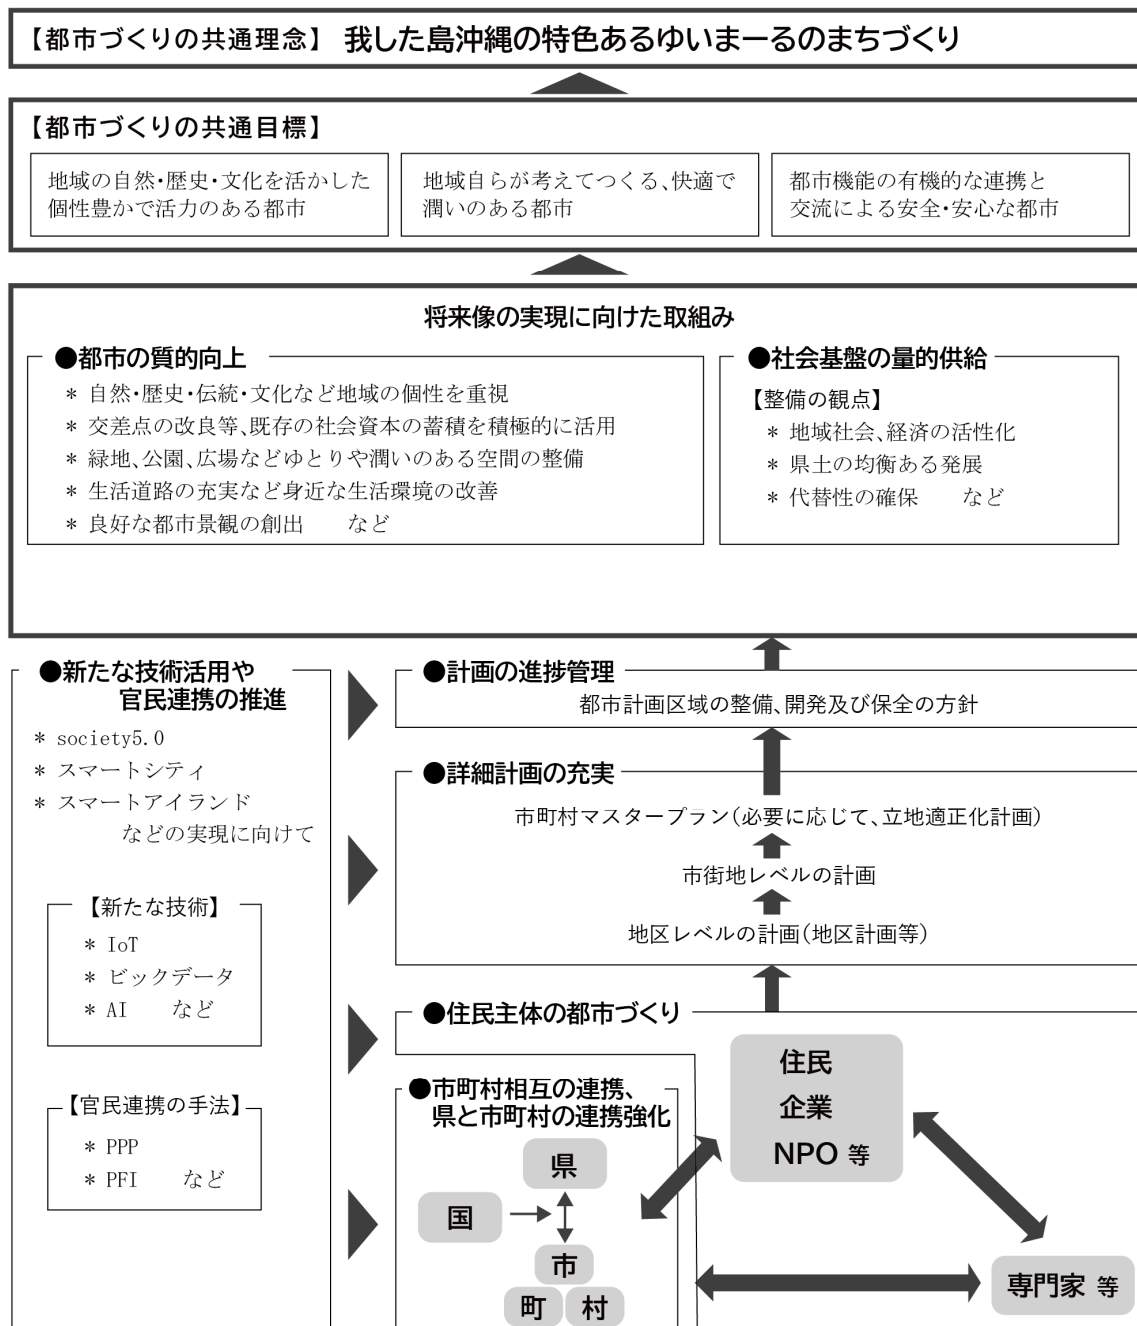 【都市づくりの共通理念】 我した島沖縄の特色あるゆいまーるのまちづくり
【都市づくりの共通目標】
地域の自然・歴史・文化を活かした
個性豊かで活力のある都市
地域自らが考えてつくる、快適で
潤いのある都市
都市機能の有機的な連携と
交流による安全・安心な都市
将来像の実現に向けた取組み
●都市の質的向上
* 自然・歴史・伝統・文化など地域の個性を重視
* 交差点の改良等、既存の社会資本の蓄積を積極的に活用
* 緑地、公園、広場などゆとりや潤いのある空間の整備
* 生活道路の充実など身近な生活環境の改善
* 良好な都市景観の創出 など
●社会基盤の量的供給
【整備の観点】
* 地域社会、経済の活性化
* 県土の均衡ある発展
* 代替性の確保 など
●新たな技術活用や
官民連携の推進
* society5.0
* スマートシティ
* スマートアイランド
などの実現に向けて
【新たな技術】
* IoT
* ビックデータ
* AI など
【官民連携の手法】
* PPP
* PFI など
●計画の進捗管理
都市計画区域の整備、開発及び保全の方針
●詳細計画の充実
市町村マスタープラン(必要に応じて、立地適正化計画)
市街地レベルの計画
地区レベルの計画(地区計画等)
●住民主体の都市づくり
●市町村相互の連携、
県と市町村の連携強化
県
国
市
町 村
住民
企業
NPO 等
専門家 等